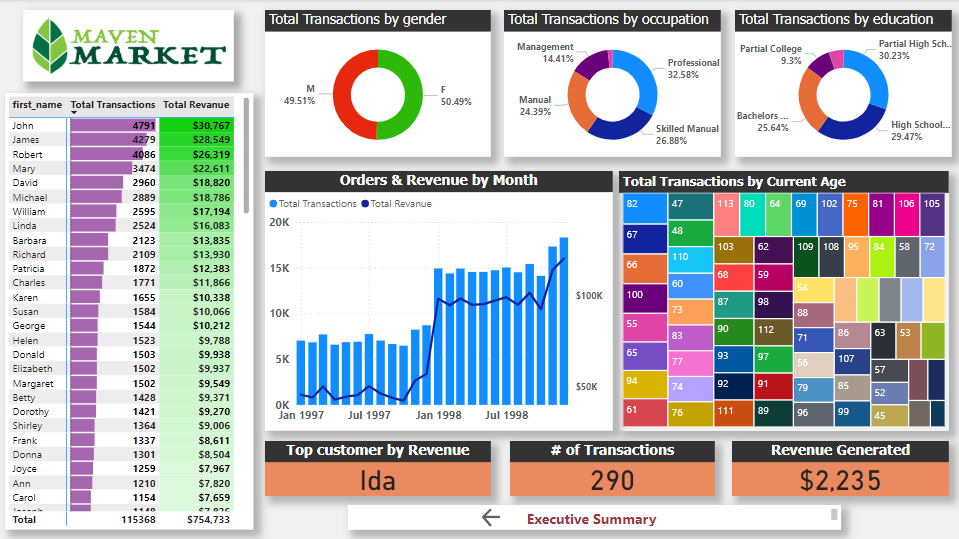 MAVEN
MARKET
first_name Total Transactions Total Revenue
John 4791 $30,767
James 4279 $28,549
Robert 4086 $26,319
Mary 3474 $22,611
David 2960 $18,820
Michael 2889 $18,786
William 2595 $17,194
Linda 2524 $16,083
Barbara 2123 $13,835
Richard 2109 $13,930
Patricia 1872 $12,383
Charles 1771 $11,866
Karen 1655 $10,338
Susan 1584 $10,066
George 1544 $10,212
Helen 1523 $9,788
Donald 1503 $9,938
Elizabeth 1502 $9,937
Margaret 1502 $9,549
Betty 1428 $9,371
Dorothy 1421 $9,270
Shirley 1364 $9,006
Frank 1337 $8,611
Donna 1301 $8,504
Joyce 1259 $7,967
Ann 1210 $7,820
Carol 1154 $7,659
Total 115368 $754,733
Total Transactions by gender
M
49.51%
F
50.49%
Total Transactions by occupation
Management
14.41%
Professional
32.58%
Manual
24.39%
Skilled Manual
26.88%
Total Transactions by education
Partial College
9.3%
Partial High Sch...
30.23%
Bachelors ...
25.64%
High School...
29.47%
Orders & Revenue by Month
Total Transactions Total Revenue
20K
15K
10K
5K
0K
$100K
$50K
Jan 1997 Jul 1997 Jan 1998 Jul 1998
Total Transactions by Current Age
82 47 113 80 64 69 102 75 81 106 105
67 48 103 62 109 108 95 84 58 72
66 110 68 59 54
100 60 87 98 88
55 73 90 112 71 86 63 53
65 83 93 97 56 107 57
94 77 92 91 79 85 52
61 74 111 89 96 99 45
76
Top customer by Revenue
Ida
# of Transactions
290
Revenue Generated
$2,235
Executive Summary